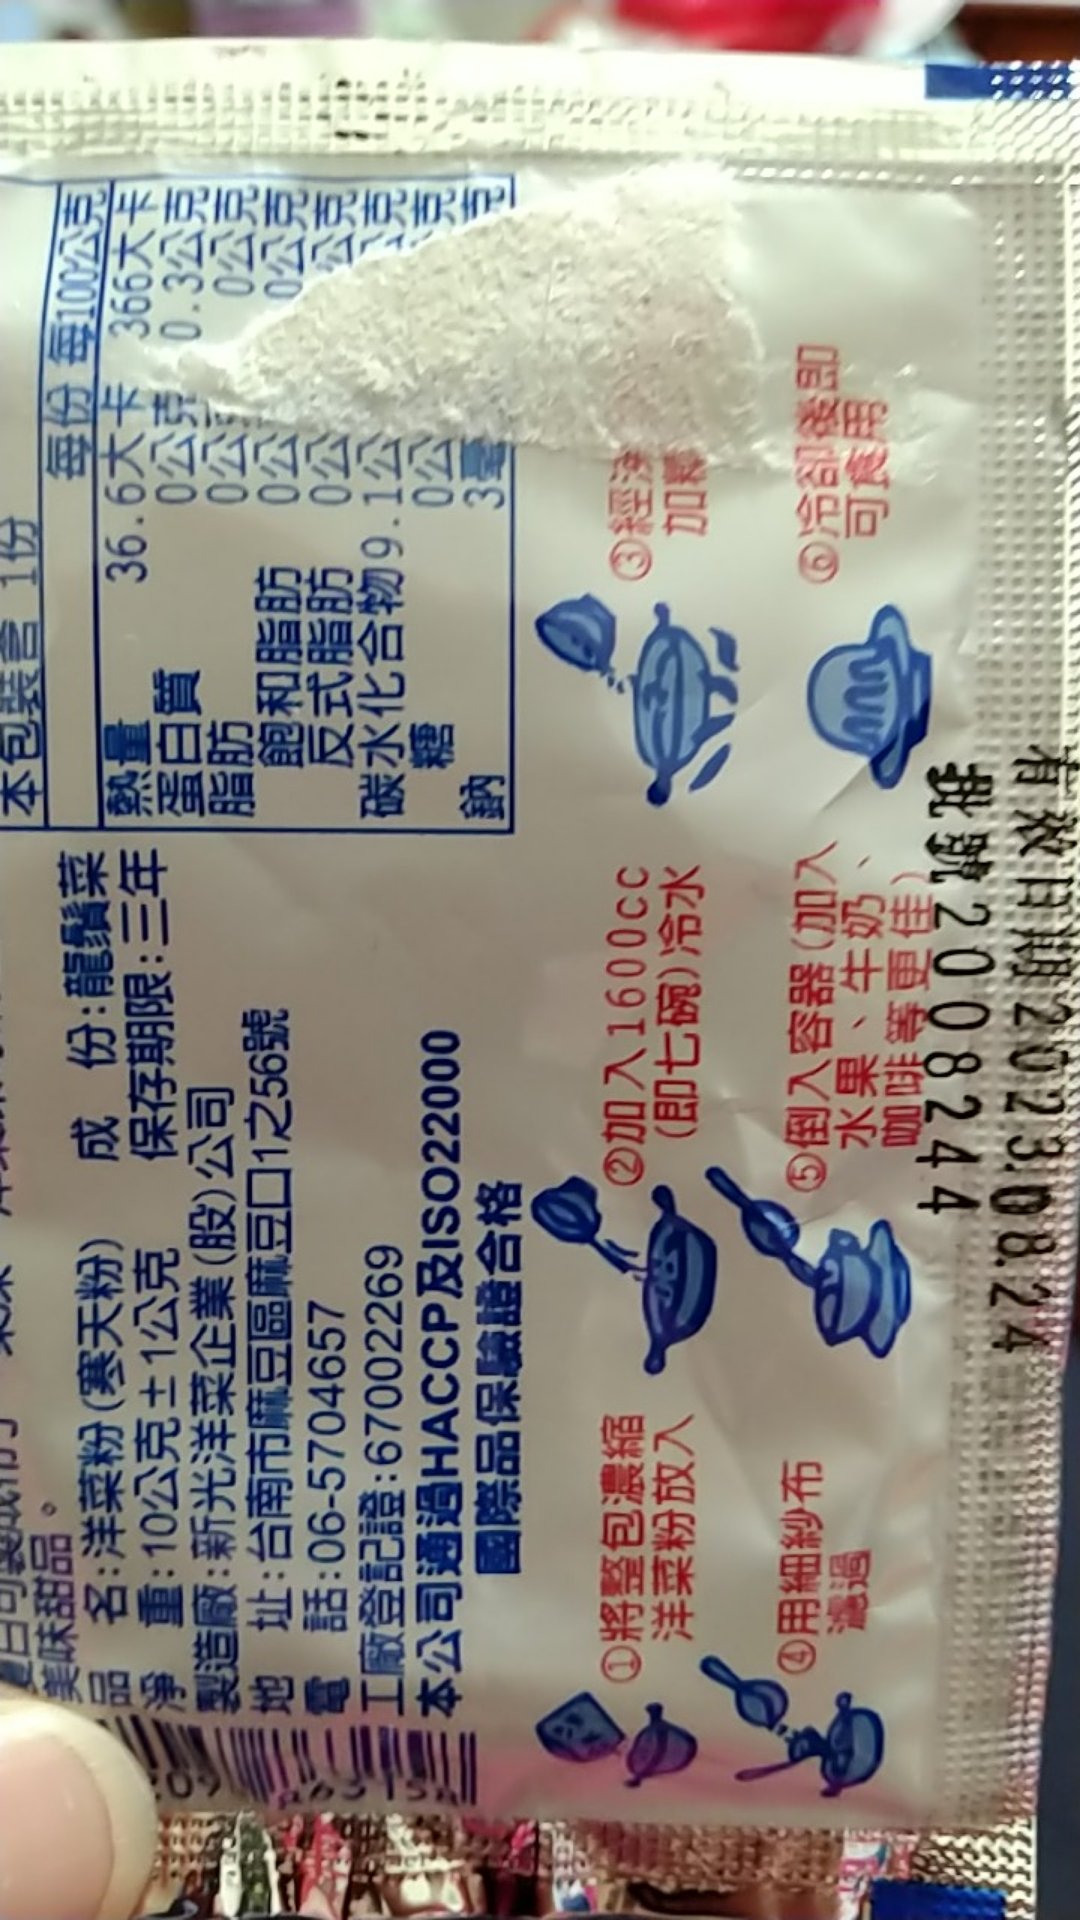 美味甜品。
品 名:洋菜粉(寒天粉) 成 份:龍鬚菜
淨 重:10公克±1公克 保存期限:三年
製造廠:新光洋菜企業(股)公司
地 址:台南市麻豆區麻豆口1之56號
電 話:06-5704657
工廠登記證:67002269
本公司通過HACCP及ISO22000
國際品保驗證合格
本包裝含 1份
每份 每100公克
熱量 36.6大卡 366大卡
蛋白質 0公克 0.3公克
脂肪 0公克 0公克
飽和脂肪 0公克 0公克
反式脂肪 0公克 公克
碳水化合物 9.1公克 公克
糖 0公 克
鈉 3毫 克
①將整包濃縮
洋菜粉放入
②加入1600cc
(即七碗)冷水
③經
加
④用細紗布
濾過
⑤倒入容器(加入
水果、牛奶、
咖啡等更佳)
⑥冷卻後即
可食用
批號20082 44
有效日期2023.08.24